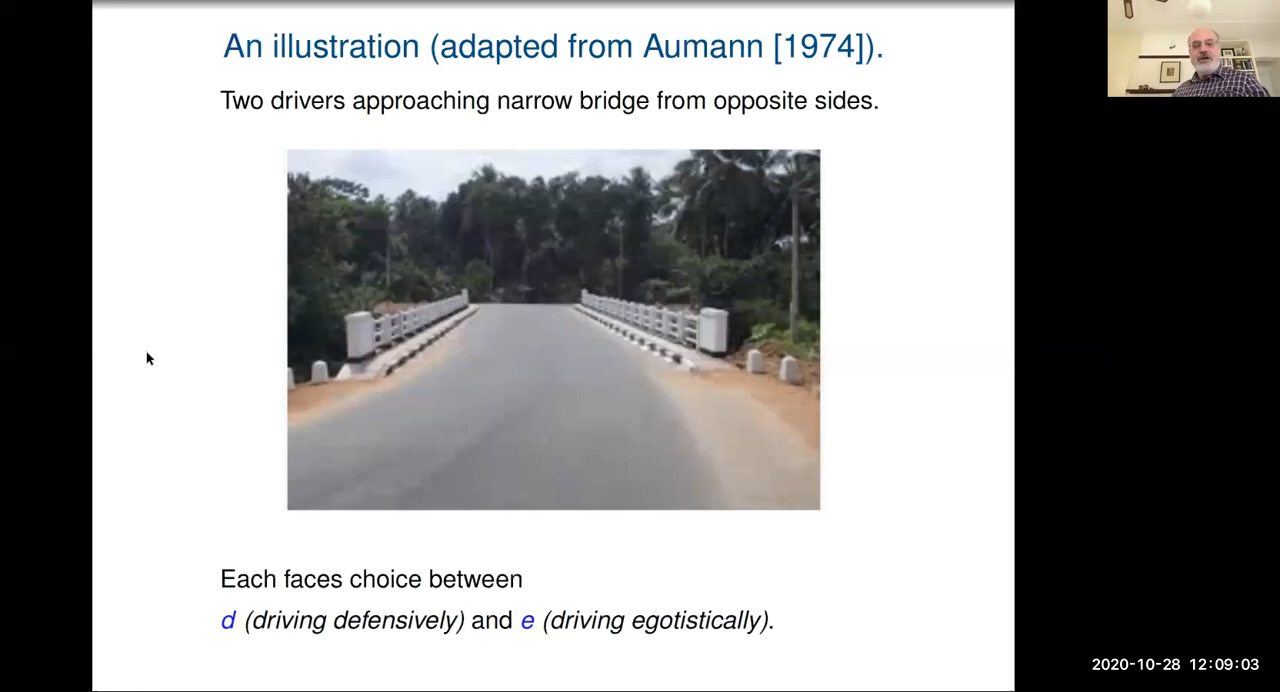 An illustration (adapted from Aumann [1974]).
Two drivers approaching narrow bridge from opposite sides.
Each faces choice between
d (driving defensively) and e (driving egotistically).
2020-10-28 12:09:03